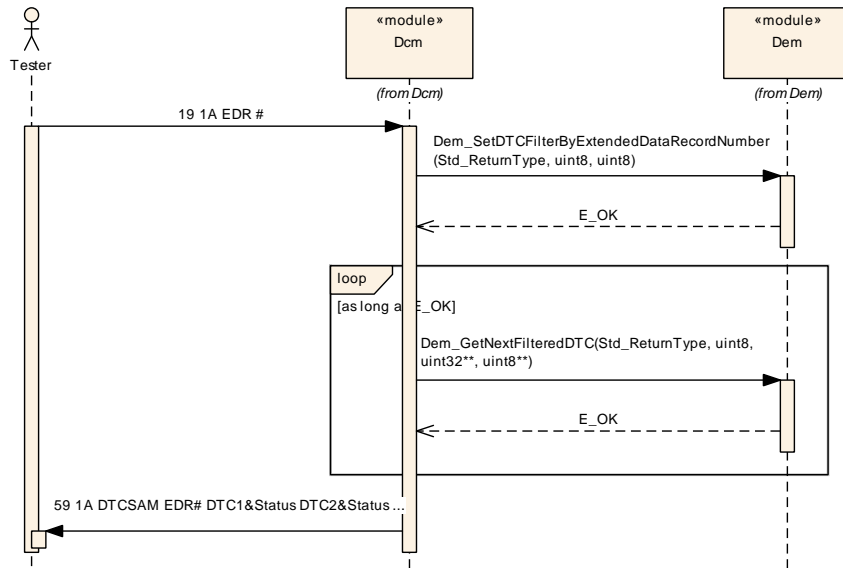 «module»
Dcm
«module»
Dem
Tester
(from Dcm)
(from Dem)
19 1A EDR #
Dem_SetDTCFilterByExtendedDataRecordNumber
(Std_ReturnType, uint8, uint8)
E_OK
loop
[as long as E_OK]
Dem_GetNextFilteredDTC(Std_ReturnType, uint8,
uint32**, uint8**)
E_OK
59 1A DTCSAM EDR# DTC1&Status DTC2&Status ...